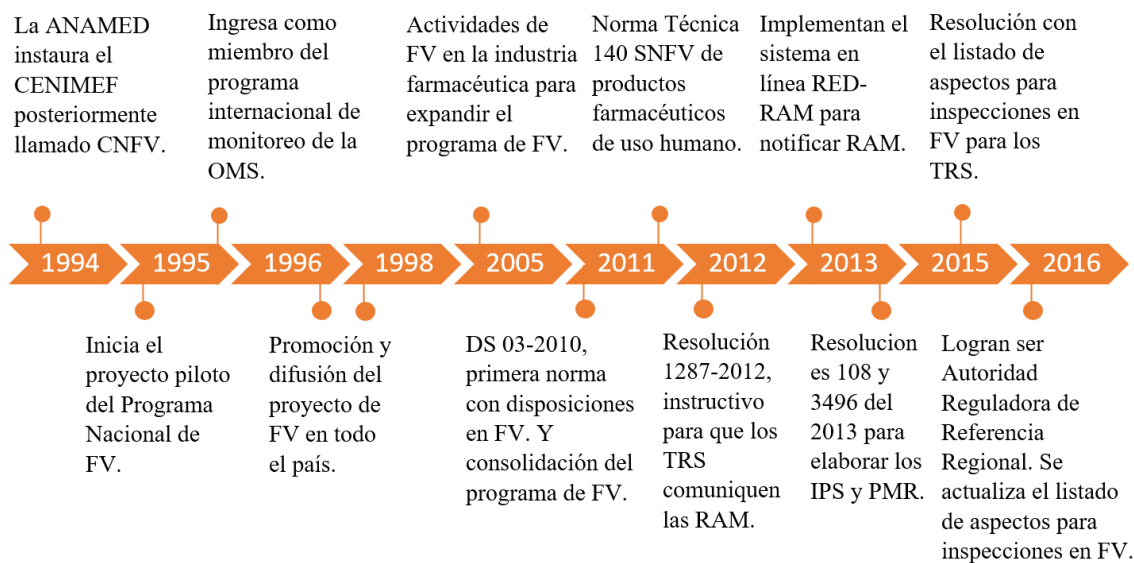 La ANAMED
instaura el
CENIMEF
posteriormente
llamado CNFV.
Ingresa como
miembro del
programa
internacional de
monitoreo de la
OMS.
Actividades de
FV en la industria
farmacéutica para
expandir el
programa de FV.
Norma Técnica
140 SNFV de
productos
farmacéuticos
de uso humano.
Implementan el
sistema en
línea RED-
RAM para
notificar RAM.
Resolución con
el listado de
aspectos para
inspecciones en
FV para los
TRS.
1994
1995
1996
1998
2005
2011
2012
2013
2015
2016
Inicia el
proyecto piloto
del Programa
Nacional de
FV.
Promoción y
difusión del
proyecto de
FV en todo
el país.
DS 03-2010,
primera norma
con disposiciones
en FV. Y
consolidación del
programa de FV.
Resolución
1287-2012,
instructivo
para que los
TRS
comuniquen
las RAM.
Resolucion
es 108 y
3496 del
2013 para
elaborar los
IPS y PMR.
Logran ser
Autoridad
Reguladora de
Referencia
Regional. Se
actualiza el listado
de aspectos para
inspecciones en FV.